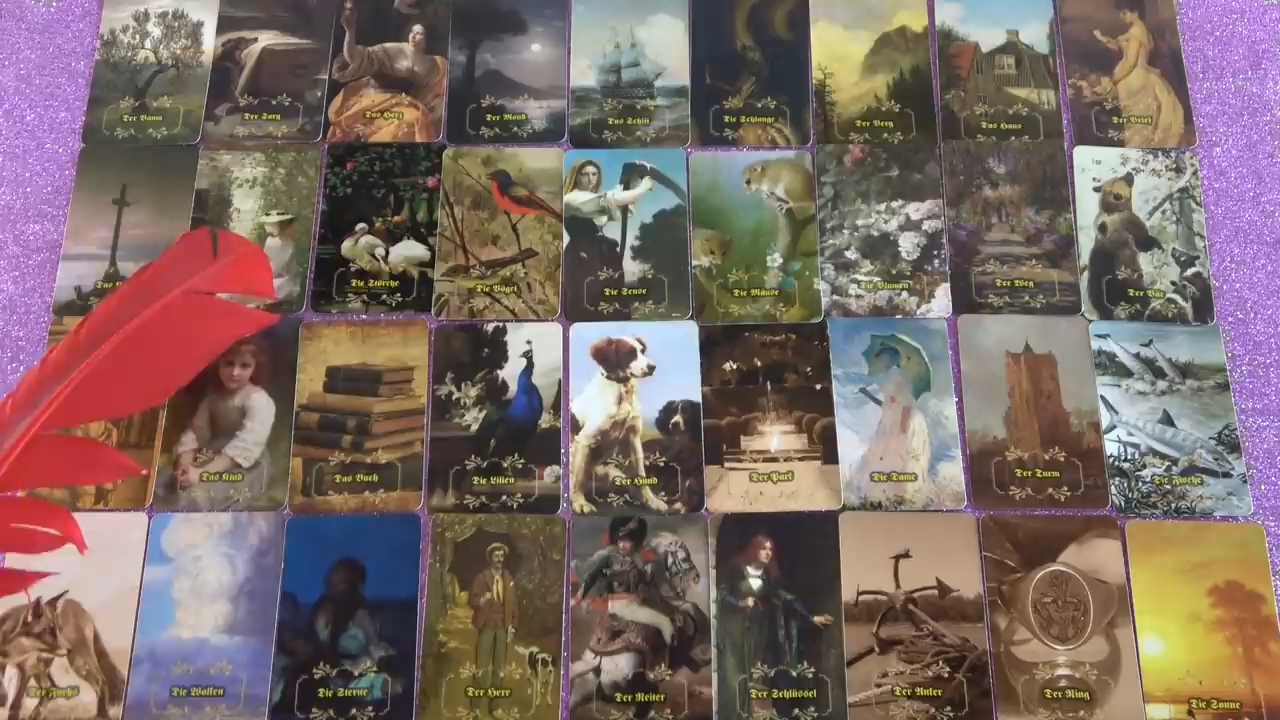 Der Baum
Der Sarg
Das Herz
Der Mond
Das Schiff
Die Schlange
Der Berg
Das Haus
Der Brief
Das
Die Störche
Die Vögel
Die Sense
Die Mäuse
Die Blumen
Der Weg
Der Bär
Das Kind
Das Buch
Die Lilien
Der Hund
Der Park
Die Dame
Der Turm
Die Fische
Der Fuchs
Die Wolken
Die Sterne
Der Herr
Der Reiter
Der Schlüssel
Der Anker
Der Ring
Die Sonne